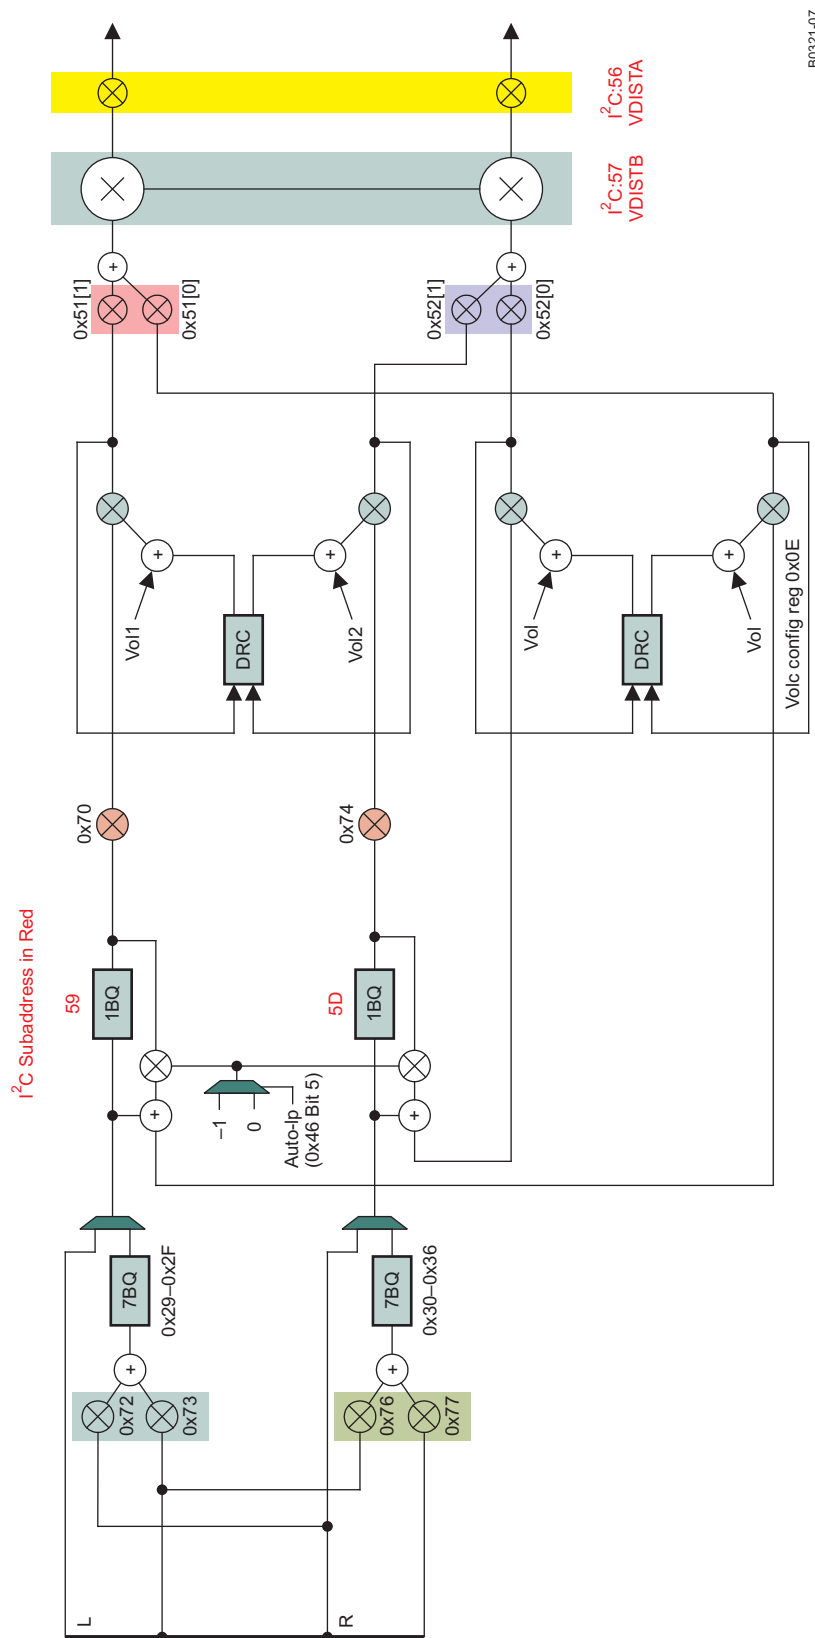 B0321-07
I²C:56
VDISTA
I²C:57
VDISTB
0x51[1]
0x51[0]
0x52[1]
0x52[0]
Vol1
DRC
Vol2
Vol
DRC
Vol
Volc config reg 0x0E
0x70
0x74
I²C Subaddress in Red
59
1BQ
5D
1BQ
–1
0
Auto-lp
(0x46 Bit 5)
7BQ
0x29–0x2F
7BQ
0x30–0x36
0x72
0x73
0x76
0x77
L
R